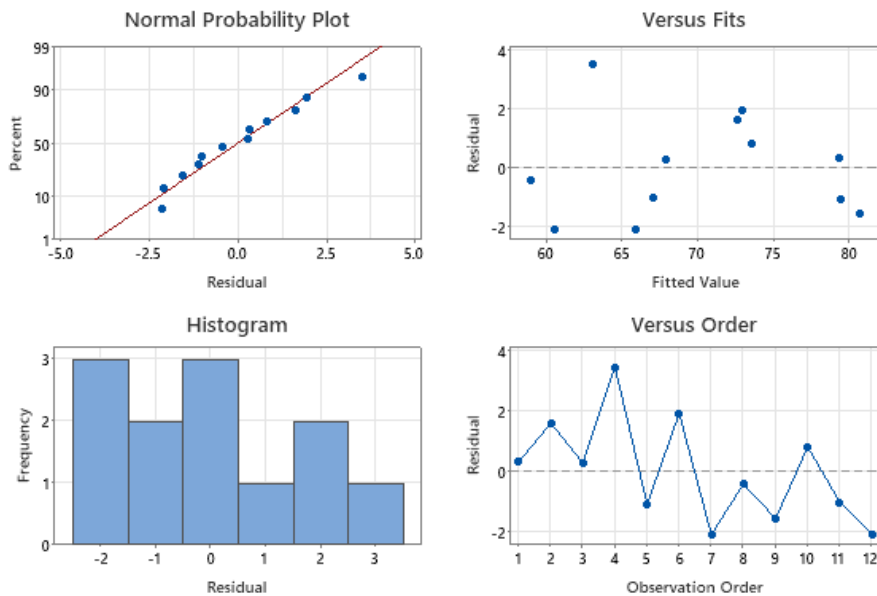 Normal Probability Plot
99
90
50
10
1
Percent
-5.0 -2.5 0.0 2.5 5.0
Residual
Versus Fits
4
2
0
-2
Residual
60 65 70 75 80
Fitted Value
Histogram
3
2
1
0
Frequency
-2 -1 0 1 2 3
Residual
Versus Order
4
2
0
-2
Residual
1 2 3 4 5 6 7 8 9 10 11 12
Observation Order